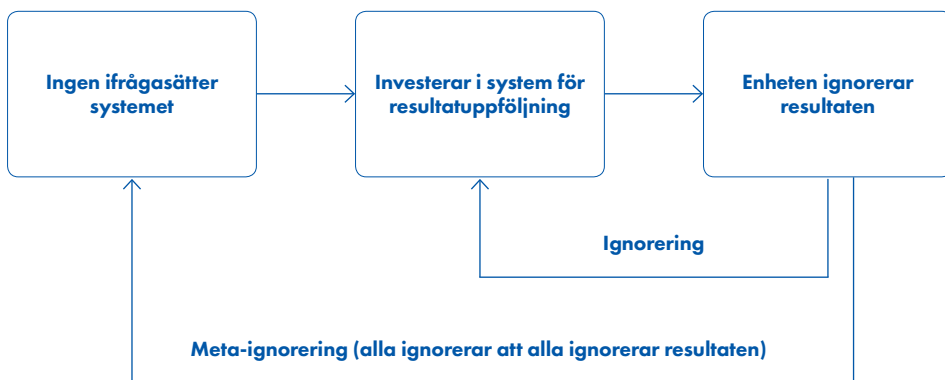 Ingen ifrågasätter
systemet
Investerar i system för
resultatuppföljning
Enheten ignorerar
resultaten
Ignorering
Meta-ignorering (alla ignorerar att alla ignorerar resultaten)